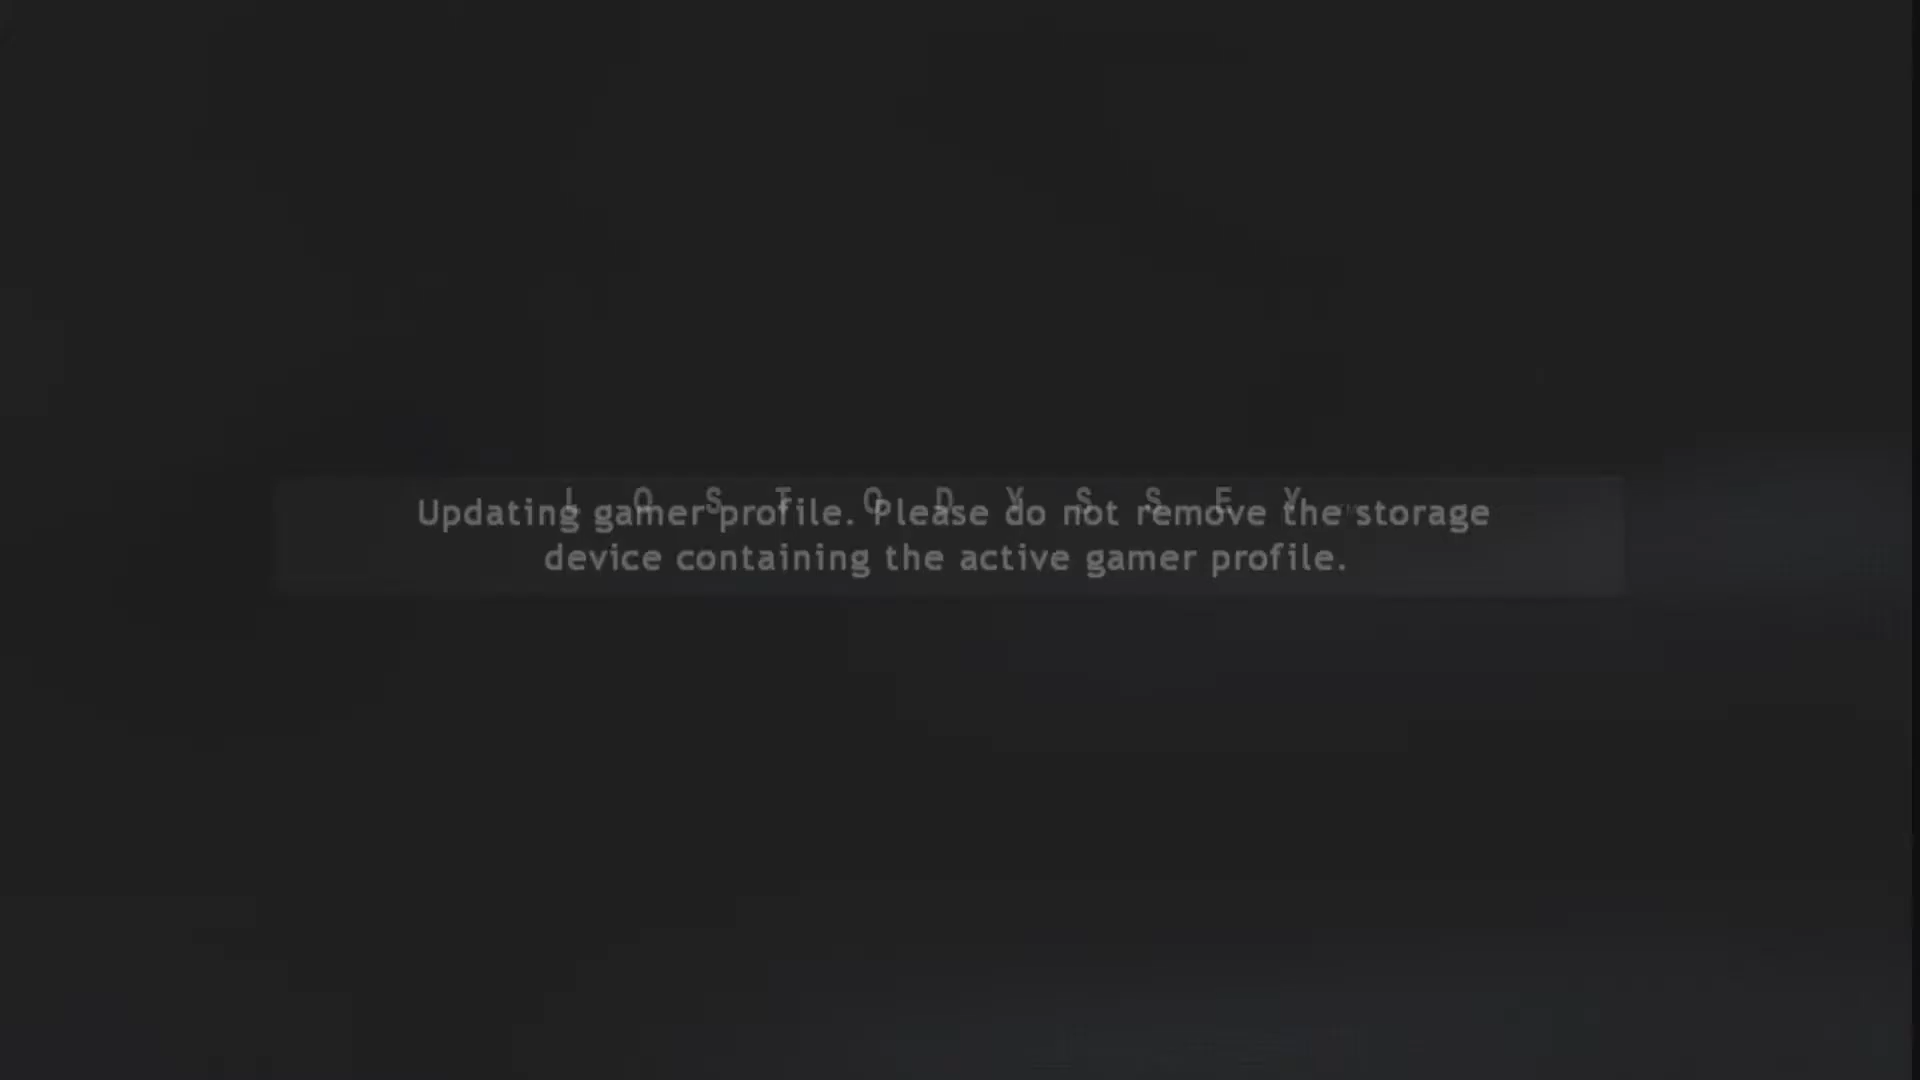 L O S T O D Y S S E Y
Updating gamer profile. Please do not remove the storage
device containing the active gamer profile.